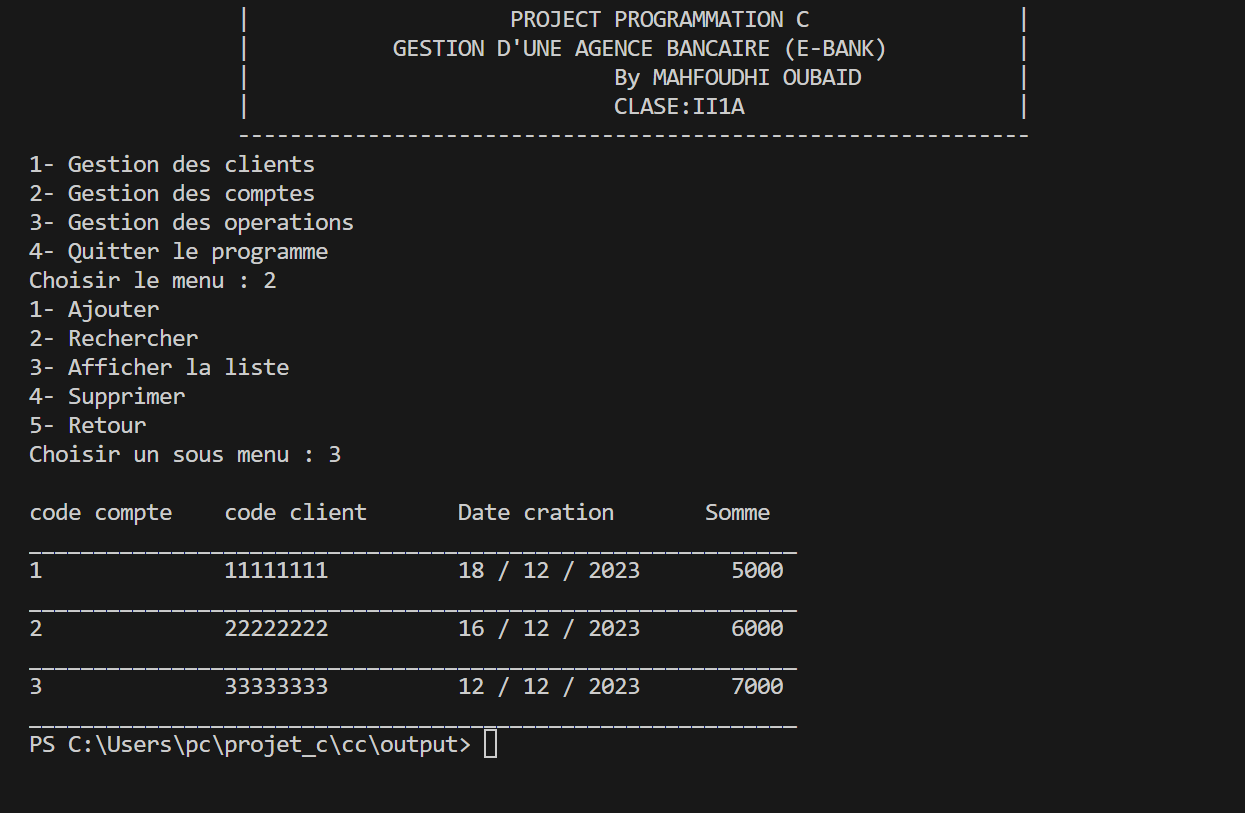 | PROJECT PROGRAMMATION C |
| GESTION D'UNE AGENCE BANCAIRE (E-BANK) |
| By MAHFOUDHI OUBAID |
| CLASE:II1A |
-------------------------------------------------------------
1- Gestion des clients
2- Gestion des comptes
3- Gestion des operations
4- Quitter le programme
Choisir le menu : 2
1- Ajouter
2- Rechercher
3- Afficher la liste
4- Supprimer
5- Retour
Choisir un sous menu : 3
code compte code client Date cration Somme
___________________________________________________________
1 11111111 18 / 12 / 2023 5000
___________________________________________________________
2 22222222 16 / 12 / 2023 6000
___________________________________________________________
3 33333333 12 / 12 / 2023 7000
___________________________________________________________
PS C:\Users\pc\projet_c\cc\output>